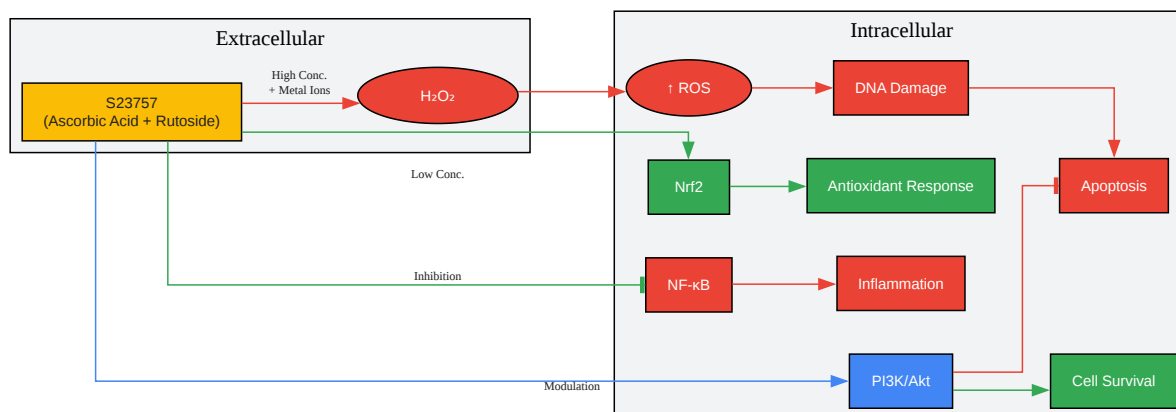 Extracellular
Intracellular
High Conc.
+ Metal Ions
S23757
(Ascorbic Acid + Rutoside)
H₂O₂
↑ ROS
DNA Damage
Low Conc.
Nrf2
Antioxidant Response
Apoptosis
Inhibition
NF-κB
Inflammation
Modulation
PI3K/Akt
Cell Survival